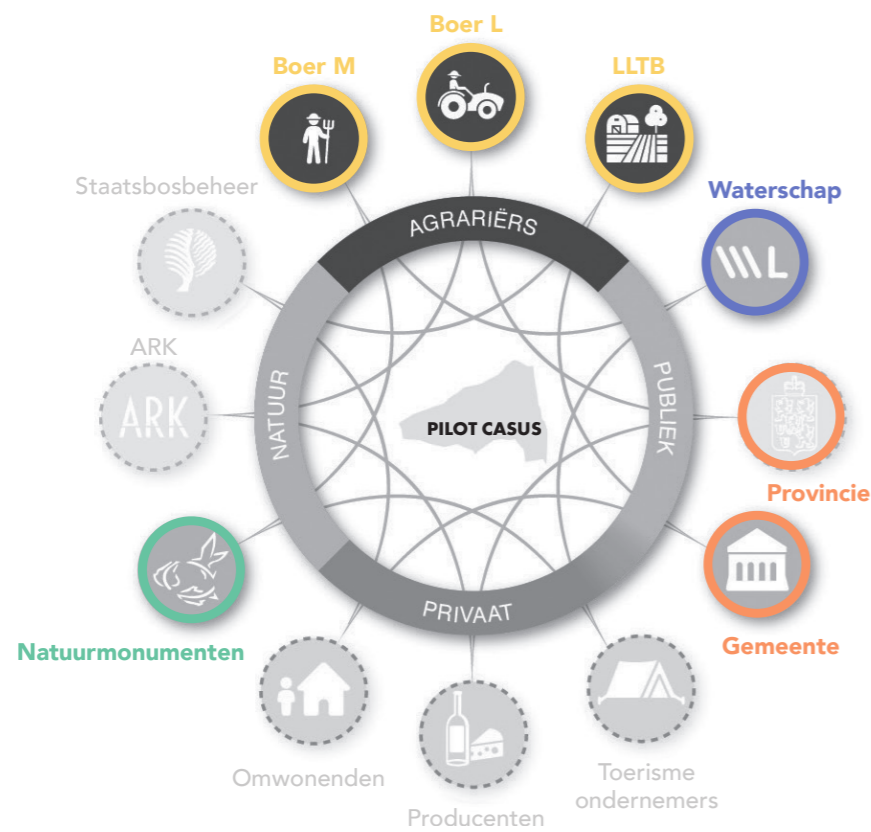 Boer L
Boer M
LLTB
Staatsbosbeheer
Waterschap
AGRARIËRS
WL
ARK
ARK
NATUUR
PUBLIEK
PILOT CASUS
Provincie
PRIVAAT
Natuurmonumenten
Gemeente
Omwonenden
Toerisme
ondernemers
Producenten